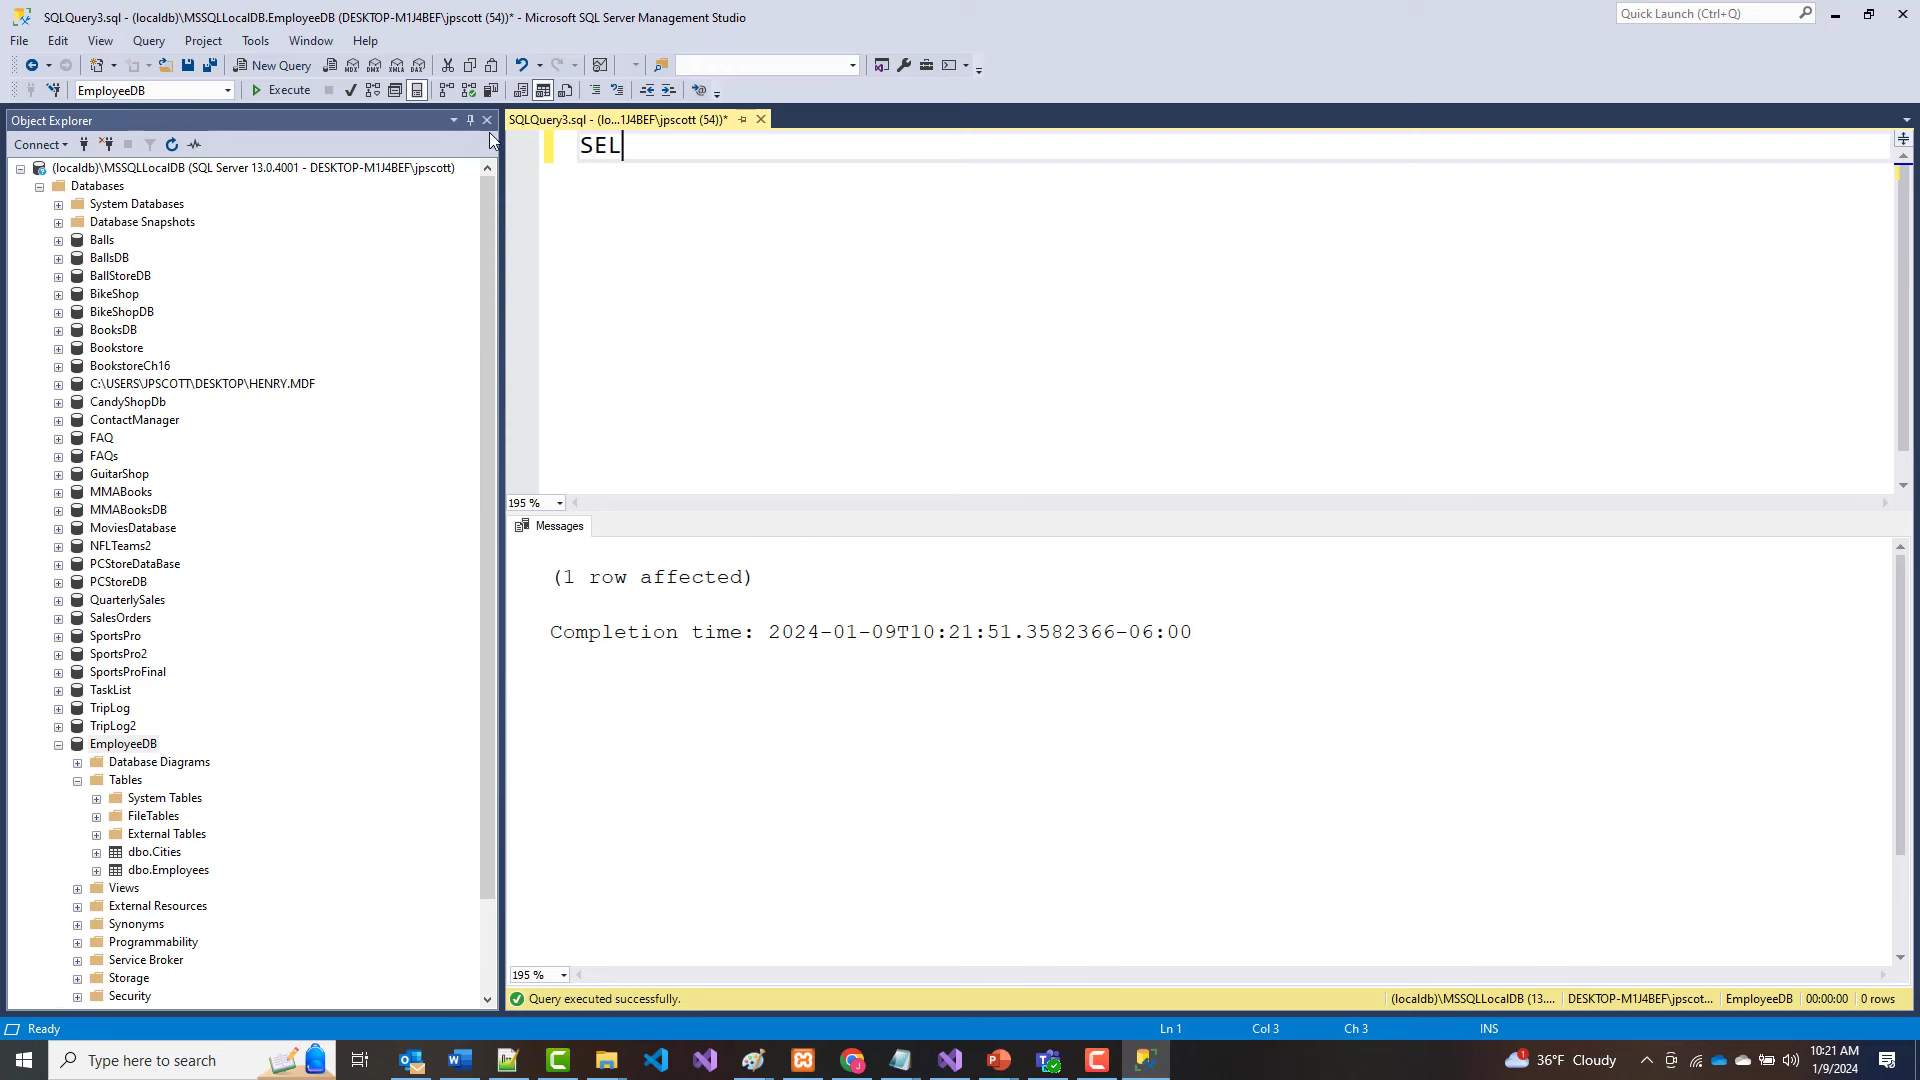 SQLQuery3.sql - (localdb)\MSSQLLocalDB.EmployeeDB (DESKTOP-M1J4BEF\jpscott (54))* - Microsoft SQL Server Management Studio
Quick Launch (Ctrl+Q)
File Edit View Query Project Tools Window Help
New Query
EmployeeDB
Execute
Object Explorer
SQLQuery3.sql - (lo...1J4BEF\jpscott (54))*
Connect
SEL
(localdb)\MSSQLLocalDB (SQL Server 13.0.4001 - DESKTOP-M1J4BEF\jpscott)
Databases
System Databases
Database Snapshots
Balls
BallsDB
BallStoreDB
BikeShop
BikeShopDB
BooksDB
Bookstore
BookstoreCh16
C:\USERS\JPSCOTT\DESKTOP\HENRY.MDF
CandyShopDb
ContactManager
FAQ
FAQs
GuitarShop
MMABooks
MMABooksDB
MoviesDatabase
NFLTeams2
PCStoreDataBase
PCStoreDB
QuarterlySales
SalesOrders
SportsPro
SportsPro2
SportsProFinal
TaskList
TripLog
TripLog2
EmployeeDB
Database Diagrams
Tables
System Tables
FileTables
External Tables
dbo.Cities
dbo.Employees
Views
External Resources
Synonyms
Programmability
Service Broker
Storage
Security
195 %
Messages
(1 row affected)
Completion time: 2024-01-09T10:21:51.3582366-06:00
195 %
Query executed successfully.
(localdb)\MSSQLLocalDB (13.... DESKTOP-M1J4BEF\jpscot... EmployeeDB 00:00:00 0 rows
Ready
Ln 1 Col 3 Ch 3 INS
Type here to search
36°F Cloudy
10:21 AM
1/9/2024